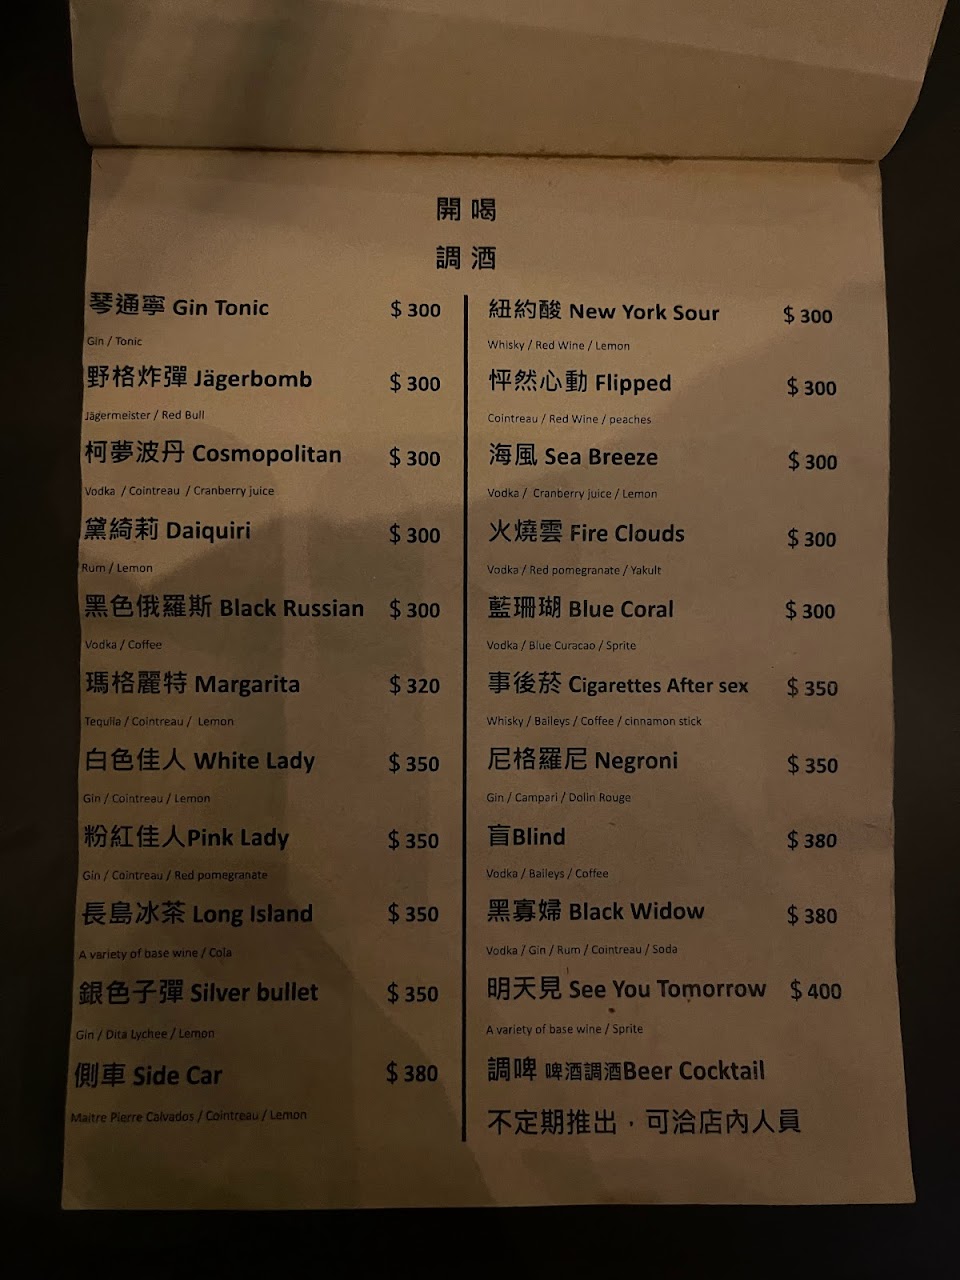 開喝
調酒
琴通寧 Gin Tonic $300
Gin / Tonic
野格炸彈 Jägerbomb $300
Jägermeister / Red Bull
柯夢波丹 Cosmopolitan $300
Vodka / Cointreau / Cranberry juice
黛綺莉 Daiquiri $300
Rum / Lemon
黑色俄羅斯 Black Russian $300
Vodka / Coffee
瑪格麗特 Margarita $320
Tequila / Cointreau / Lemon
白色佳人 White Lady $350
Gin / Cointreau / Lemon
粉紅佳人Pink Lady $350
Gin / Cointreau / Red pomegranate
長島冰茶 Long Island $350
A variety of base wine / Cola
銀色子彈 Silver bullet $350
Gin / Dita Lychee / Lemon
側車 Side Car $380
Maitre Pierre Calvados / Cointreau / Lemon
紐約酸 New York Sour $300
Whisky / Red Wine / Lemon
怦然心動 Flipped $300
Cointreau / Red Wine / peaches
海風 Sea Breeze $300
Vodka / Cranberry juice / Lemon
火燒雲 Fire Clouds $300
Vodka / Red pomegranate / Yakult
藍珊瑚 Blue Coral $300
Vodka / Blue Curacao / Sprite
事後菸 Cigarettes After sex $350
Whisky / Baileys / Coffee / cinnamon stick
尼格羅尼 Negroni $350
Gin / Campari / Dolin Rouge
盲Blind $380
Vodka / Baileys / Coffee
黑寡婦 Black Widow $380
Vodka / Gin / Rum / Cointreau / Soda
明天見 See You Tomorrow $400
A variety of base wine / Sprite
調啤 啤酒調酒Beer Cocktail
不定期推出，可洽店內人員